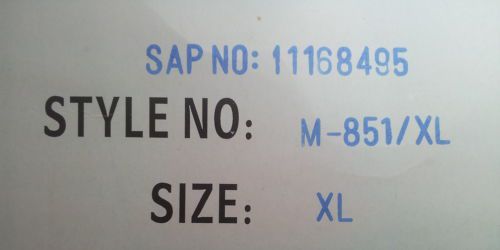 SAP NO: 11168495
STYLE NO: M-851/XL
SIZE: XL